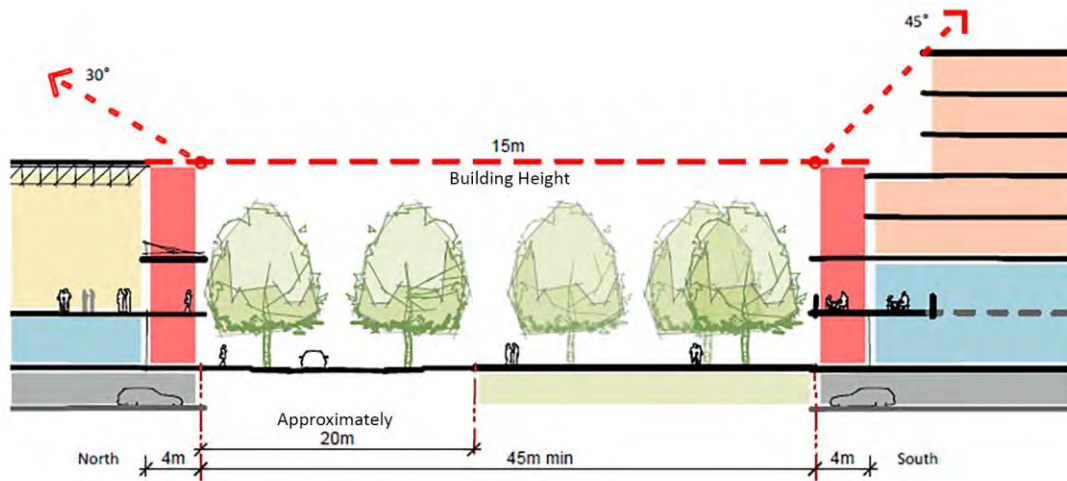 45°
30°
15m
Building Height
Approximately
20m
North
4m
45m min
4m
South